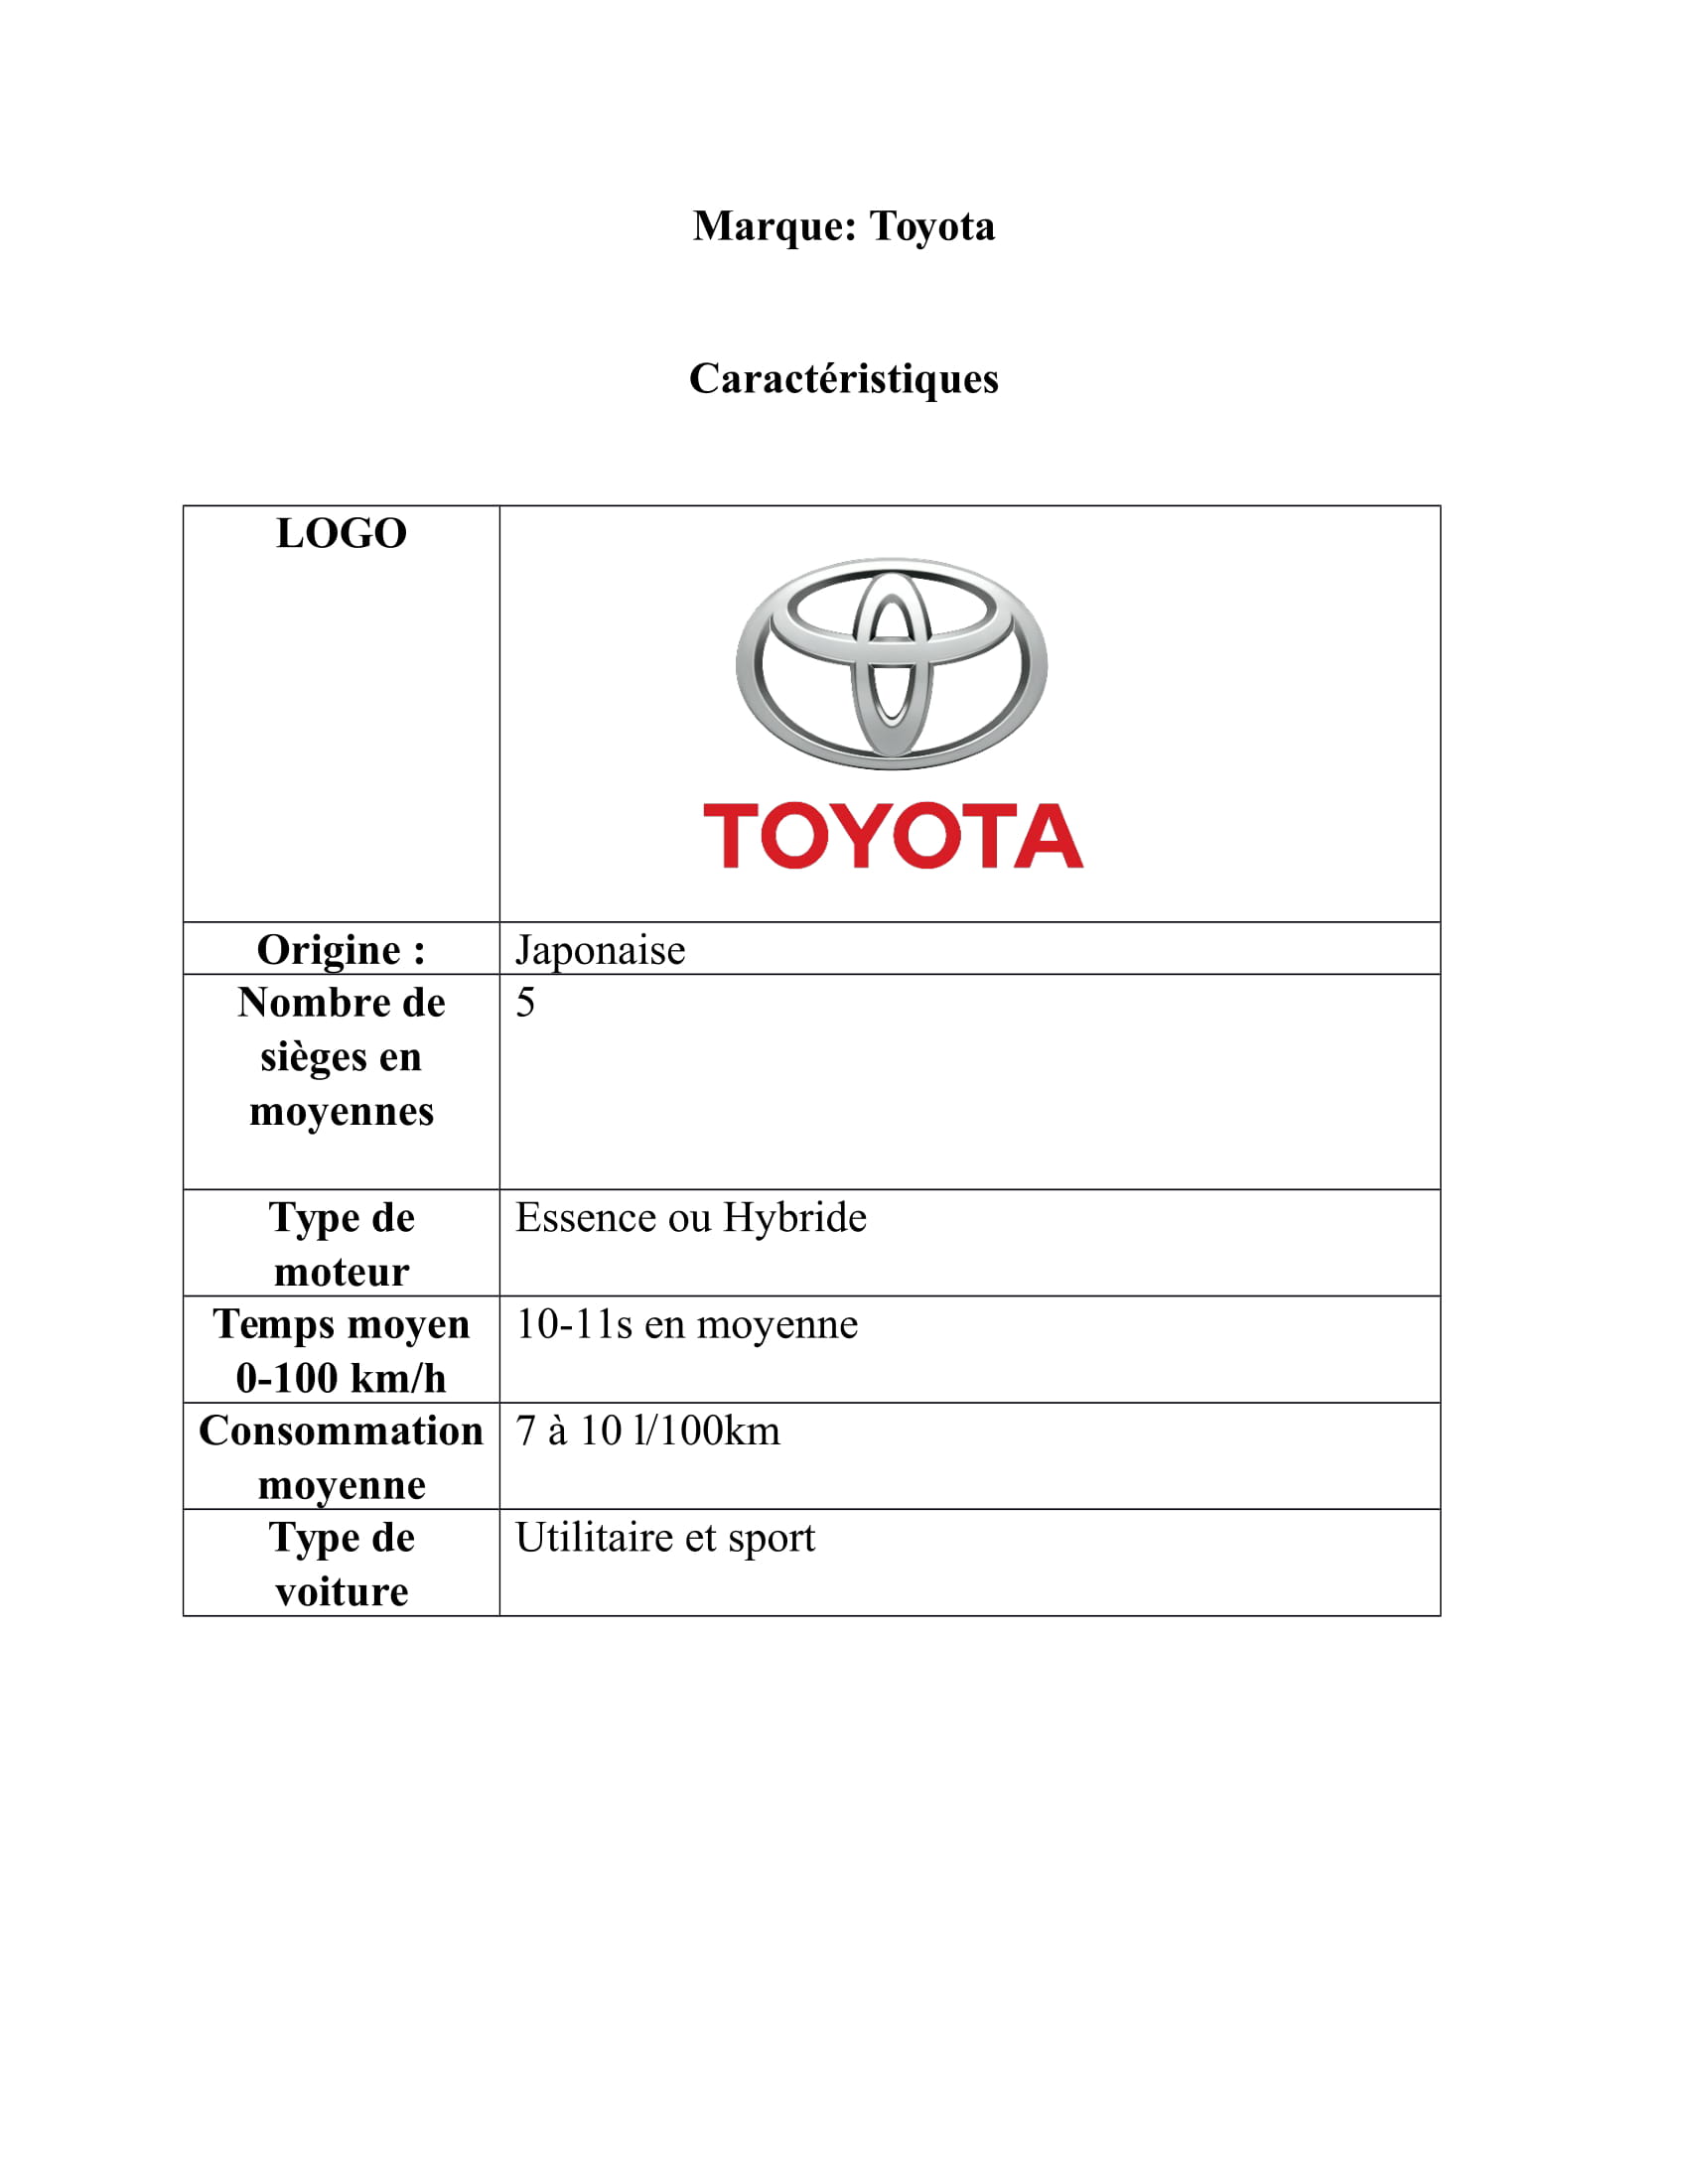 Marque: Toyota
Caractéristiques
LOGO
TOYOTA
Origine :
Japonaise
Nombre de
sièges en
moyennes
5
Type de
moteur
Essence ou Hybride
Temps moyen
0-100 km/h
10-11s en moyenne
Consommation
moyenne
7 à 10 l/100km
Type de
voiture
Utilitaire et sport